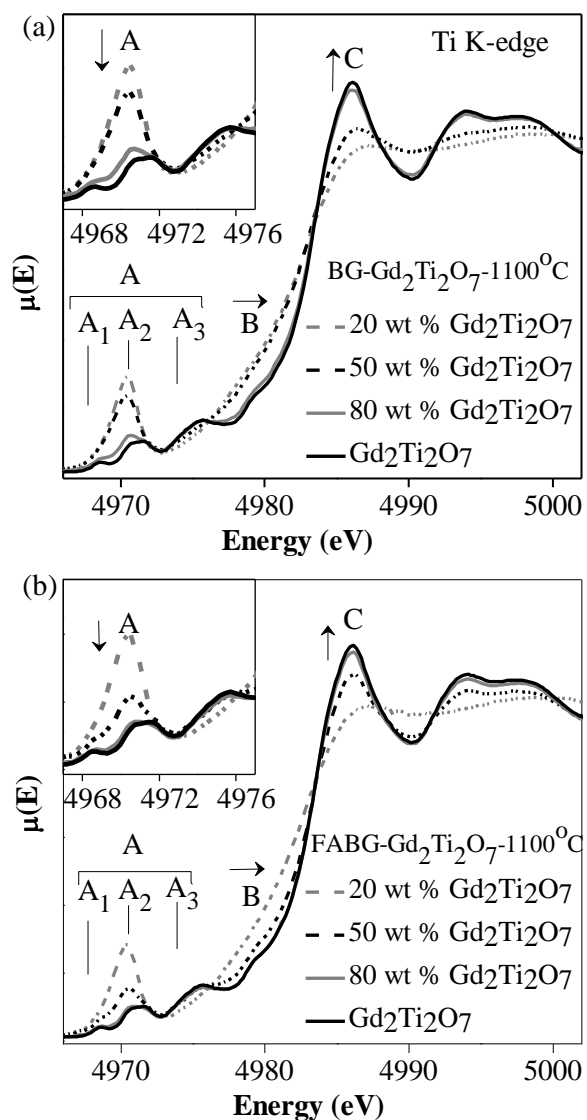 (a)
A
Ti K-edge
C
4968 4972 4976
μ(E)
A
A1 A2 A3
B
BG-Gd2Ti2O7-1100oC
20 wt % Gd2Ti2O7
50 wt % Gd2Ti2O7
80 wt % Gd2Ti2O7
Gd2Ti2O7
4970 4980 4990 5000
Energy (eV)
(b)
A
C
4968 4972 4976
μ(E)
A
A1 A2 A3
B
FABG-Gd2Ti2O7-1100oC
20 wt % Gd2Ti2O7
50 wt % Gd2Ti2O7
80 wt % Gd2Ti2O7
Gd2Ti2O7
4970 4980 4990 5000
Energy (eV)